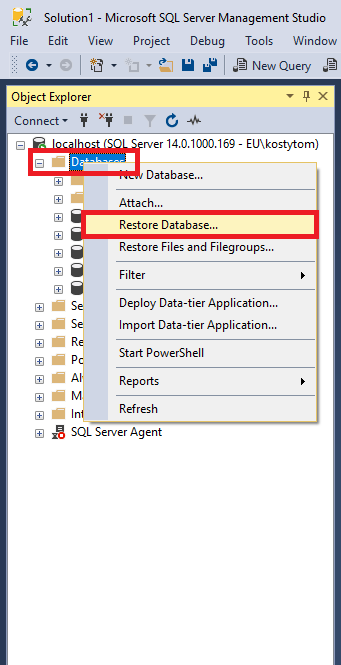 Solution1 - Microsoft SQL Server Management Studio
File Edit View Project Debug Tools Window
New Query
Object Explorer
Connect
localhost (SQL Server 14.0.1000.169 - EU\kostytom)
Databases
New Database...
Attach...
Restore Database...
Restore Files and Filegroups...
Filter
Deploy Data-tier Application...
Se
Import Data-tier Application...
Se
Re
Start PowerShell
Po
Alv
Reports
Ma
Int
Refresh
SQL Server Agent